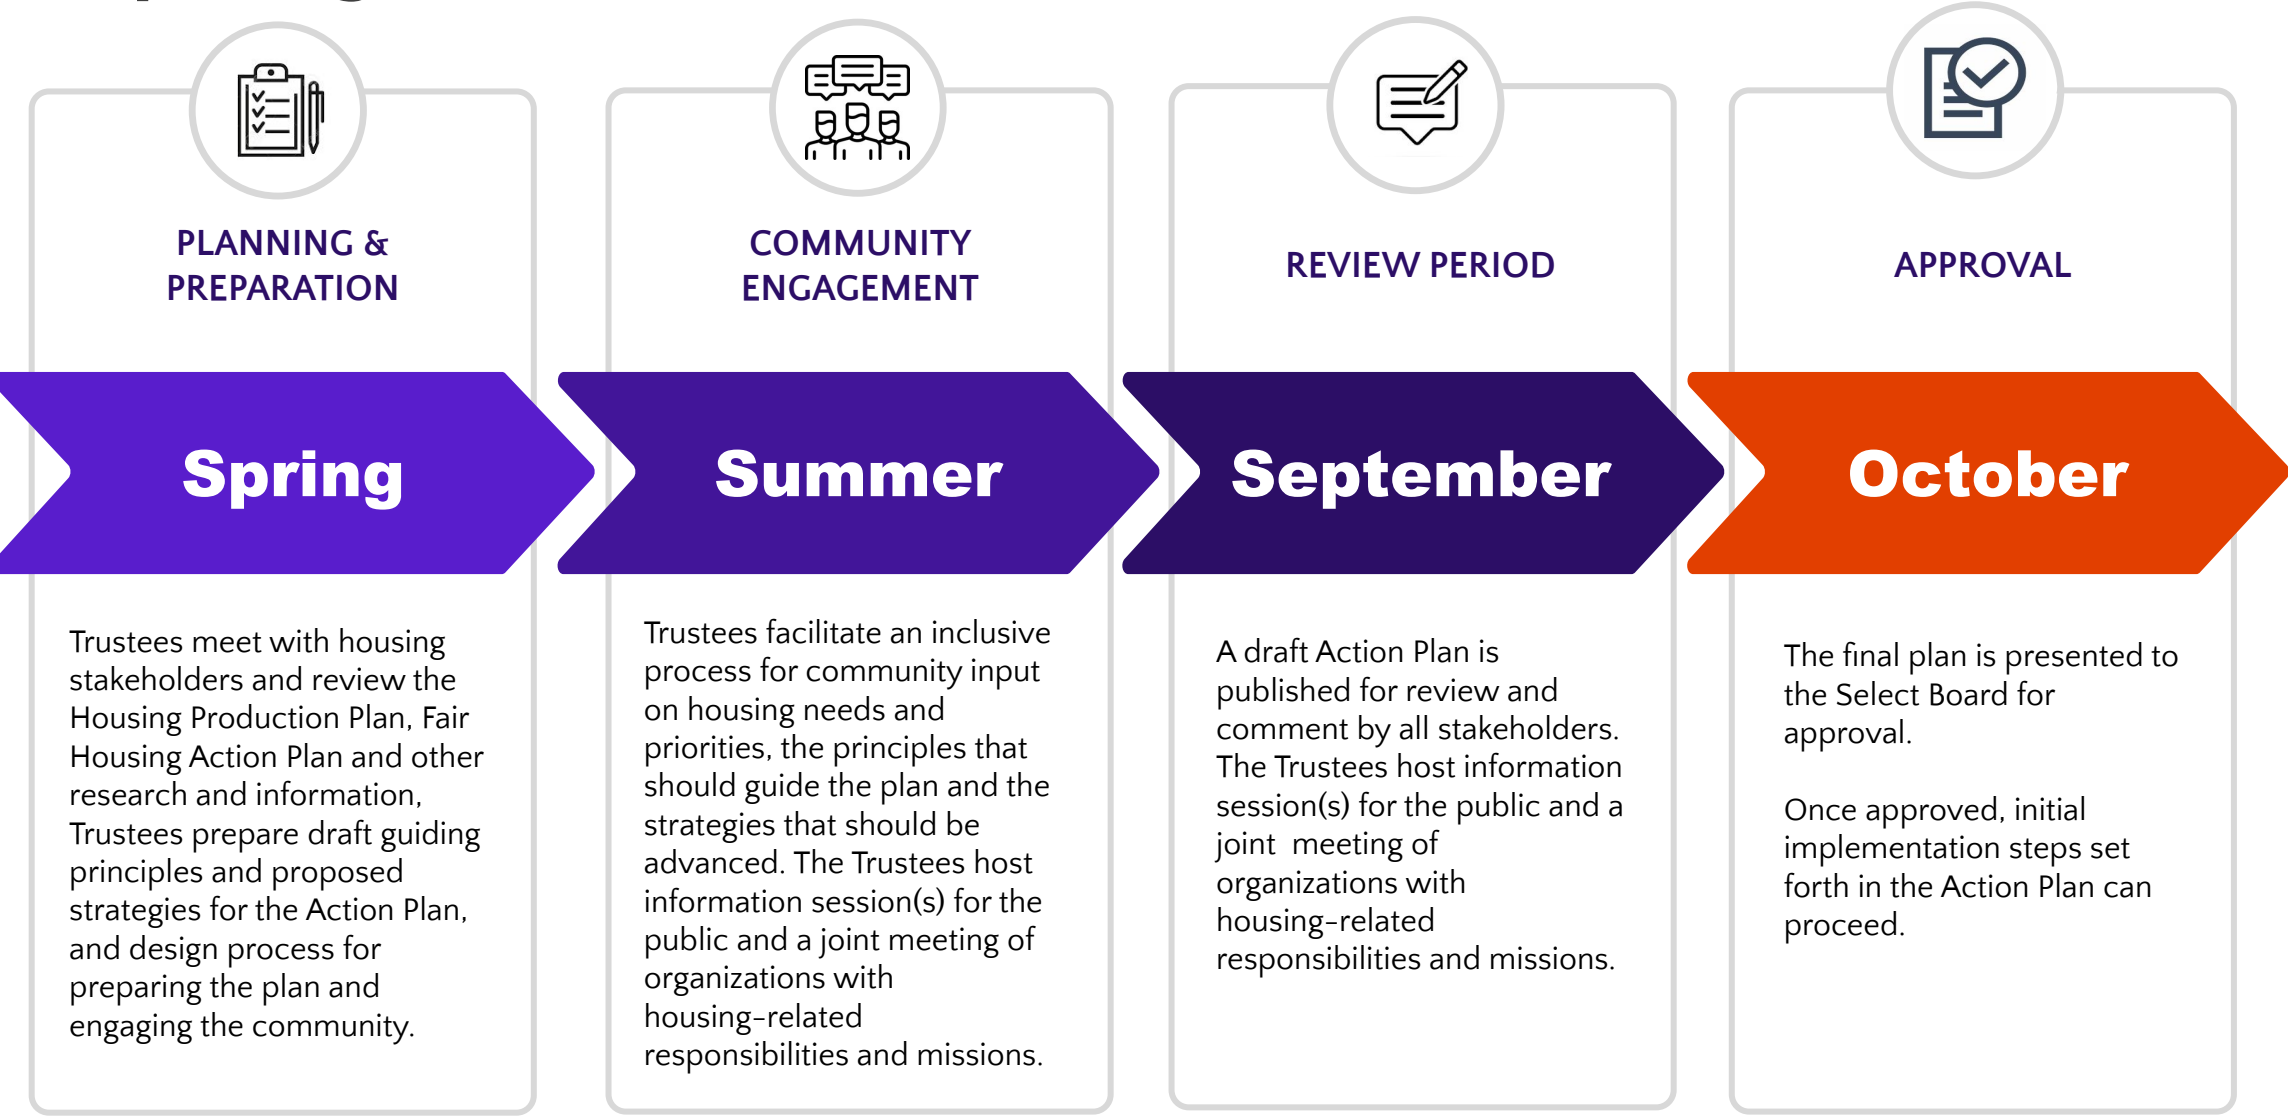 PLANNING &
PREPARATION
Spring
Trustees meet with housing
stakeholders and review the
Housing Production Plan, Fair
Housing Action Plan and other
research and information,
Trustees prepare draft guiding
principles and proposed
strategies for the Action Plan,
and design process for
preparing the plan and
engaging the community.
COMMUNITY
ENGAGEMENT
Summer
Trustees facilitate an inclusive
process for community input
on housing needs and
priorities, the principles that
should guide the plan and the
strategies that should be
advanced. The Trustees host
information session(s) for the
public and a joint meeting of
organizations with
housing-related
responsibilities and missions.
REVIEW PERIOD
September
A draft Action Plan is
published for review and
comment by all stakeholders.
The Trustees host information
session(s) for the public and a
joint  meeting of
organizations with
housing-related
responsibilities and missions.
APPROVAL
October
The final plan is presented to
the Select Board for
approval.
Once approved, initial
implementation steps set
forth in the Action Plan can
proceed.